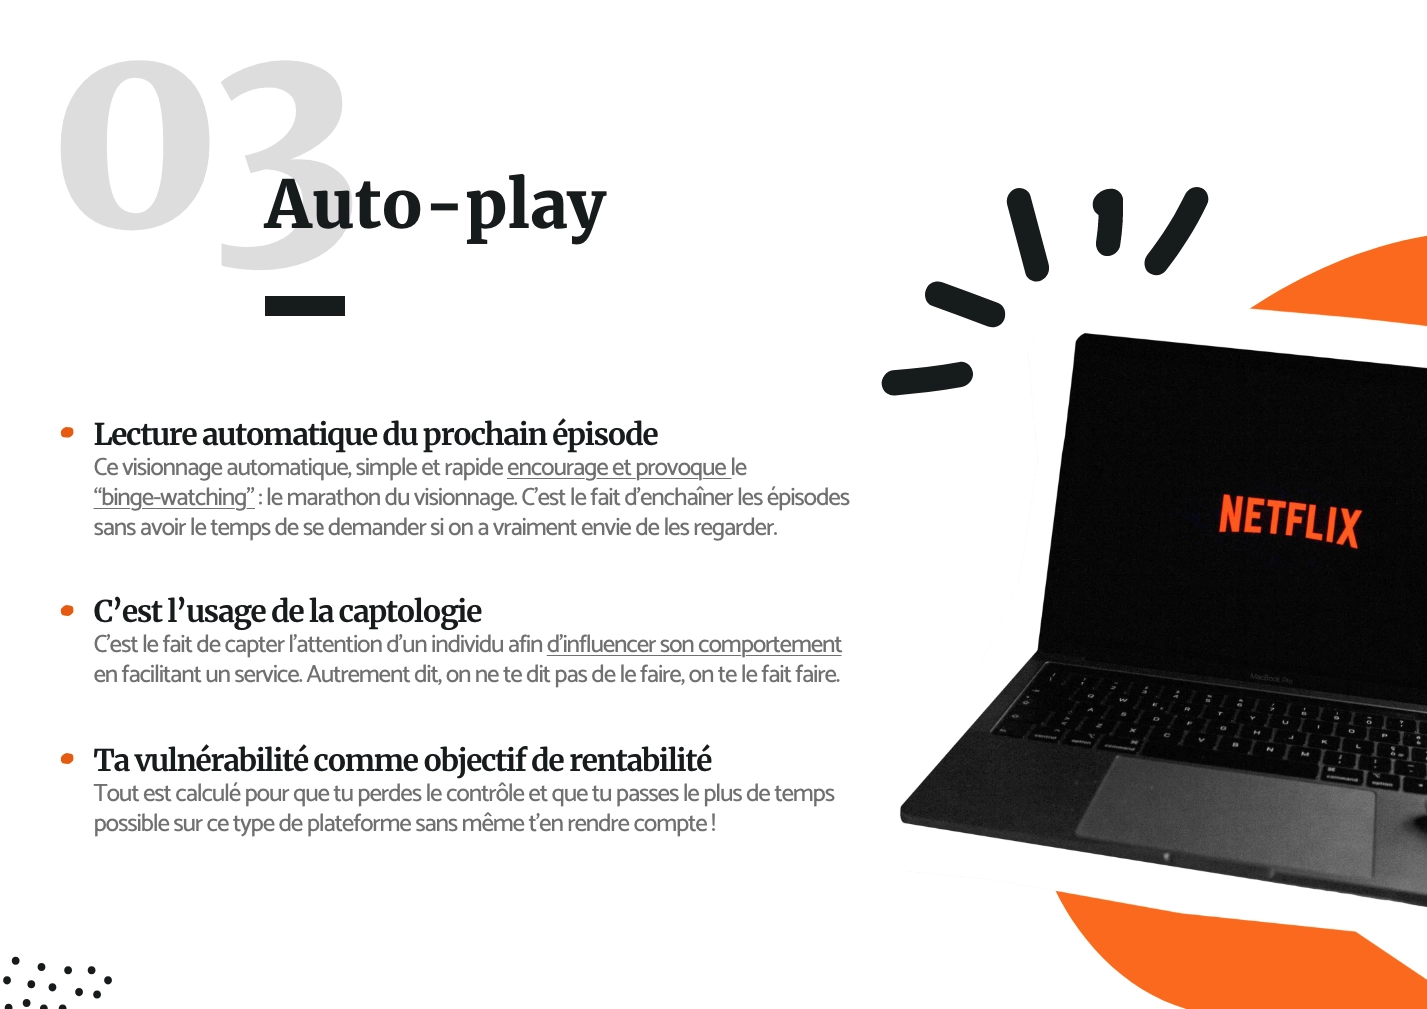 03
Auto-play
Lecture automatique du prochain épisode
Ce visionnage automatique, simple et rapide encourage et provoque le
“binge-watching” : le marathon du visionnage. C’est le fait d’enchaîner les épisodes
sans avoir le temps de se demander si on a vraiment envie de les regarder.
NETFLIX
C’est l’usage de la captologie
C’est le fait de capter l’attention d’un individu afin d’influencer son comportement
en facilitant un service. Autrement dit, on ne te dit pas de le faire, on te le fait faire.
MacBook Pro
Ta vulnérabilité comme objectif de rentabilité
Tout est calculé pour que tu perdes le contrôle et que tu passes le plus de temps
possible sur ce type de plateforme sans même t’en rendre compte !